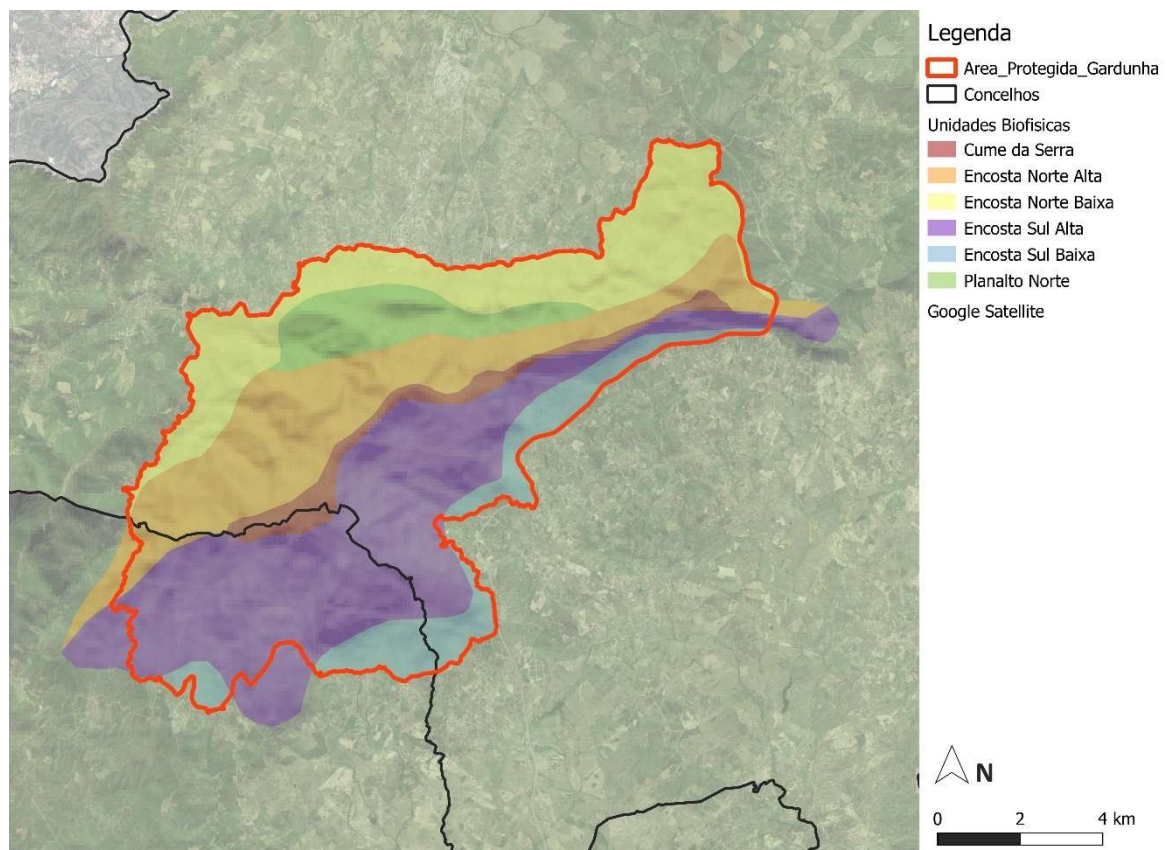 Legenda
Area_Protegida_Gardunha
Concelhos
Unidades Biofisicas
Cume da Serra
Encosta Norte Alta
Encosta Norte Baixa
Encosta Sul Alta
Encosta Sul Baixa
Planalto Norte
Google Satellite
N
0 2 4 km